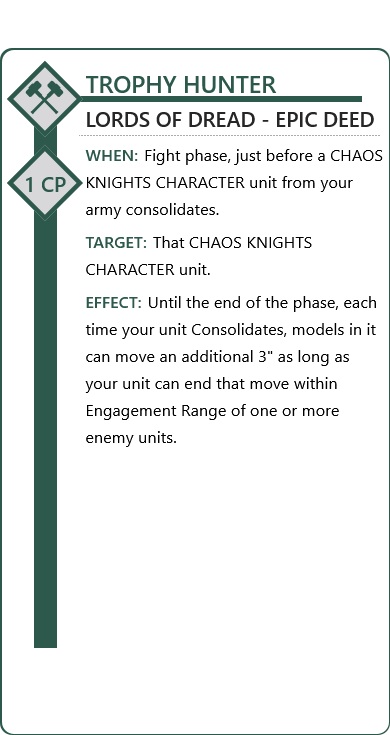 TROPHY HUNTER
LORDS OF DREAD - EPIC DEED
1 CP
WHEN: Fight phase, just before a CHAOS
KNIGHTS CHARACTER unit from your
army consolidates.
TARGET: That CHAOS KNIGHTS
CHARACTER unit.
EFFECT: Until the end of the phase, each
time your unit Consolidates, models in it
can move an additional 3" as long as
your unit can end that move within
Engagement Range of one or more
enemy units.